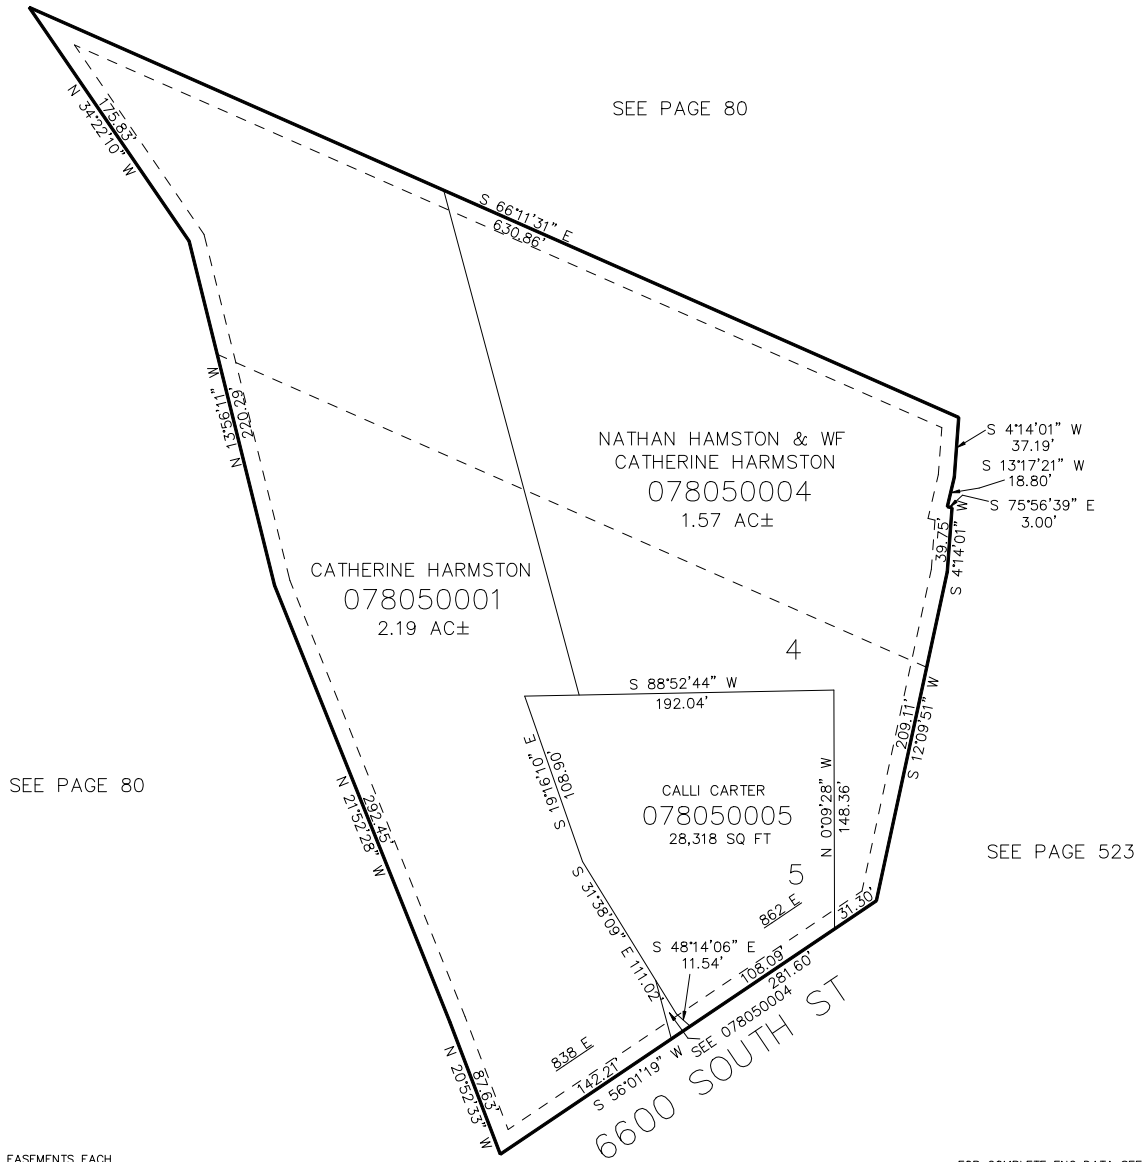 SEE PAGE 80
N 34°22'10" W
175.83'
S 66°11'31" E
630.86'
N 13°56'11" W
220.29'
NATHAN HAMSTON & WF
CATHERINE HARMSTON
078050004
1.57 AC±
S 4°14'01" W
37.19'
S 13°17'21" W
18.80'
S 75°56'39" E
3.00'
39.75'
S 4°14'01" W
CATHERINE HARMSTON
078050001
2.19 AC±
4
S 88°52'44" W
192.04'
209.11'
S 12°09'51" W
S 19°16'10" E
108.90'
SEE PAGE 80
N 21°52'28" W
292.45'
CALLI CARTER
078050005
28,318 SQ FT
N 0°09'28" W
148.36'
SEE PAGE 523
5
S 31°38'09" E 111.02'
862 E
31.30'
S 48°14'06" E
11.54'
108.09'
281.60'
SEE 078050004
838 E
142.21'
S 56°01'19" W
6600 SOUTH ST
N 20°52'33" W
87.63'
EASEMENTS EACH